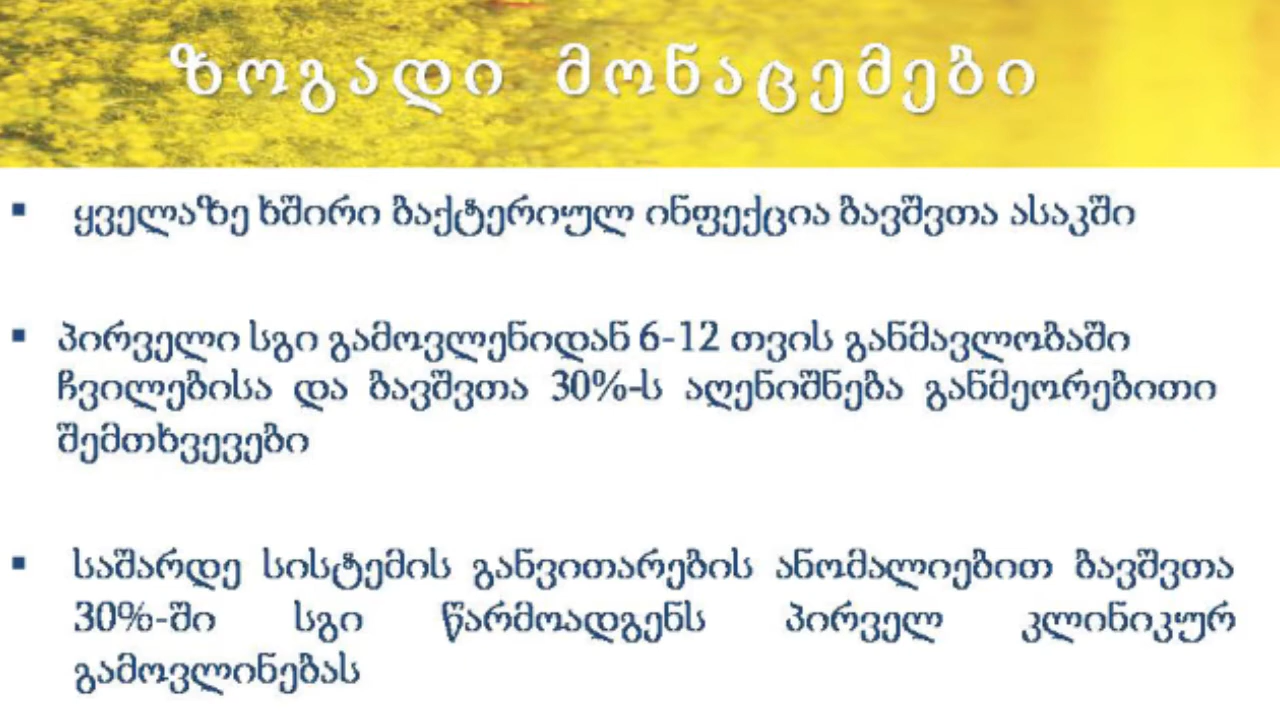 ზოგადი მონაცემები
▪ ყველაზე ხშირი ბაქტერიულ ინფექცია ბავშვთა ასაკში
▪ პირველი სგი გამოვლენიდან 6-12 თვის განმავლობაში
ჩვილებისა და ბავშვთა 30%-ს აღენიშნება განმეორებითი
შემთხვევები
▪ საშარდე სისტემის განვითარების ანომალიებით ბავშვთა
30%-ში სგი წარმოადგენს პირველ კლინიკურ
გამოვლინებას